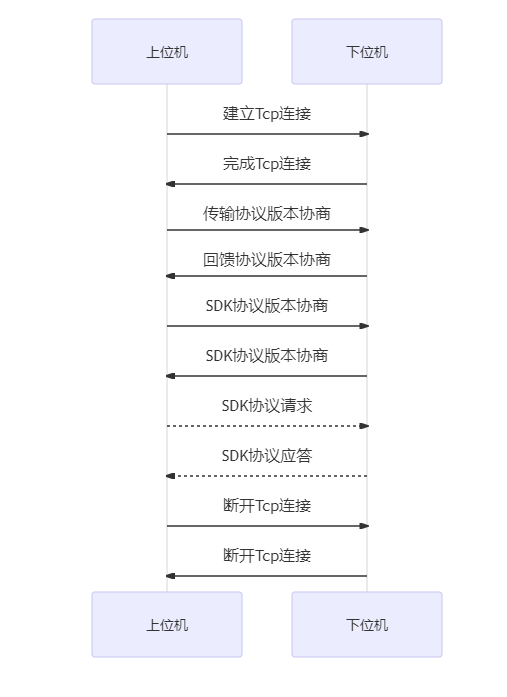 上位机
下位机
建立Tcp连接
完成Tcp连接
传输协议版本协商
回馈协议版本协商
SDK协议版本协商
SDK协议版本协商
SDK协议请求
SDK协议应答
断开Tcp连接
断开Tcp连接
上位机
下位机